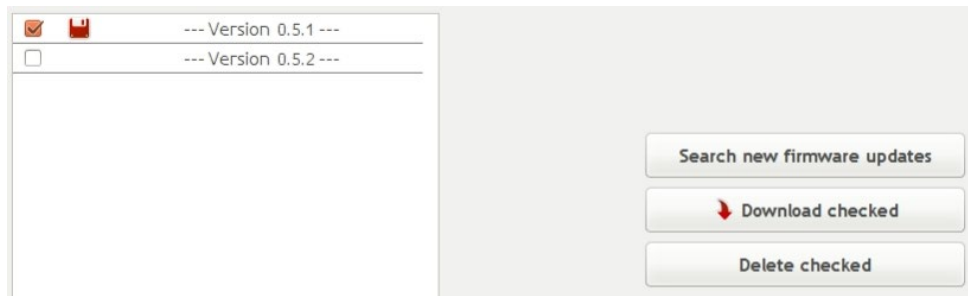 --- Version 0.5.1 ---
--- Version 0.5.2 ---
Search new firmware updates
Download checked
Delete checked